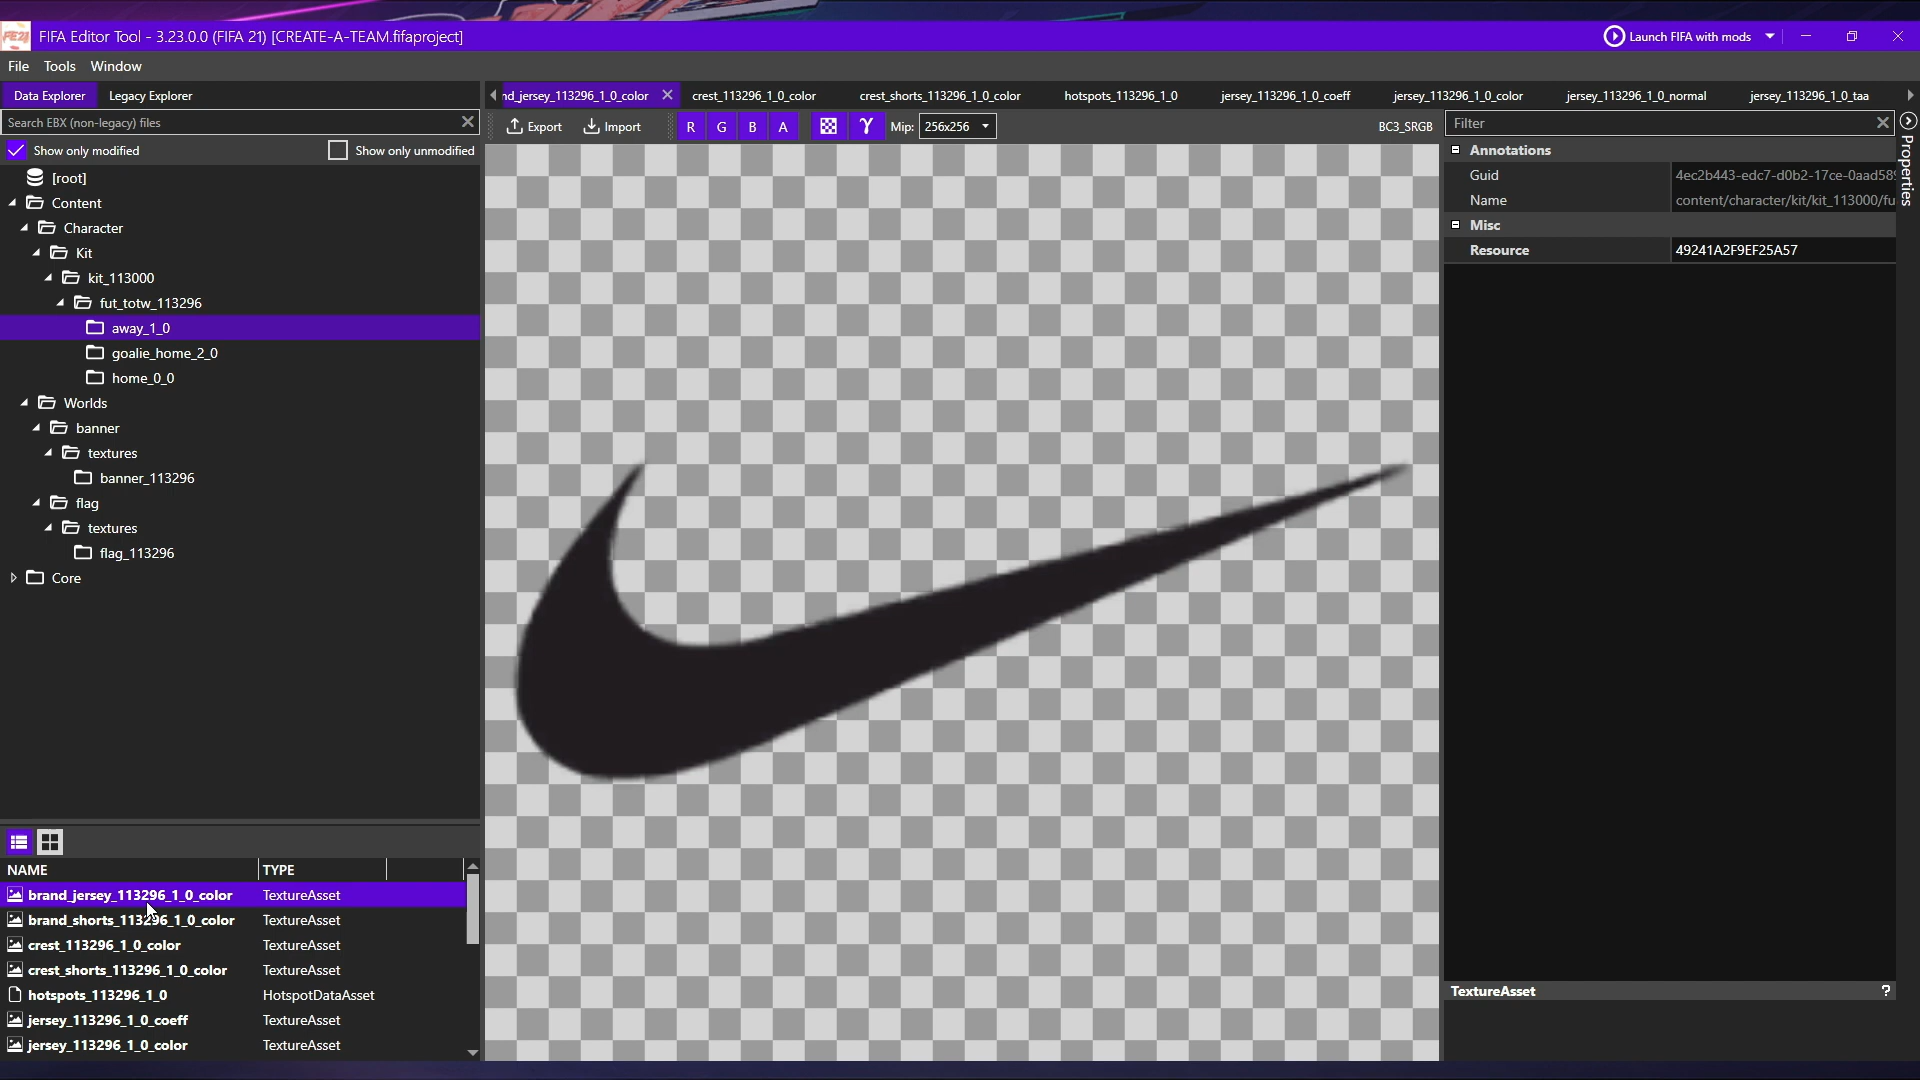 FIFA Editor Tool - 3.23.0.0 (FIFA 21) [CREATE-A-TEAM.fifaproject]
Launch FIFA with mods
File Tools Window
Data Explorer Legacy Explorer
nd_jersey_113296_1_0_color crest_113296_1_0_color crest_shorts_113296_1_0_color hotspots_113296_1_0 jersey_113296_1_0_coeff jersey_113296_1_0_color jersey_113296_1_0_normal jersey_113296_1_0_taa
Search EBX (non-legacy) files
Export Import R G B A γ Mip: 256x256 BC3_SRGB
Filter
Properties
Show only modified Show only unmodified
[root]
Content
Character
Kit
kit_113000
fut_totw_113296
away_1_0
goalie_home_2_0
home_0_0
Worlds
banner
textures
banner_113296
flag
textures
flag_113296
Core
Annotations
Guid 4ec2b443-edc7-d0b2-17ce-0aad58
Name content/character/kit/kit_113000/fu
Misc
Resource 49241A2F9EF25A57
NAME TYPE
brand_jersey_113296_1_0_color TextureAsset
brand_shorts_113296_1_0_color TextureAsset
crest_113296_1_0_color TextureAsset
crest_shorts_113296_1_0_color TextureAsset
hotspots_113296_1_0 HotspotDataAsset
jersey_113296_1_0_coeff TextureAsset
jersey_113296_1_0_color TextureAsset
TextureAsset ?